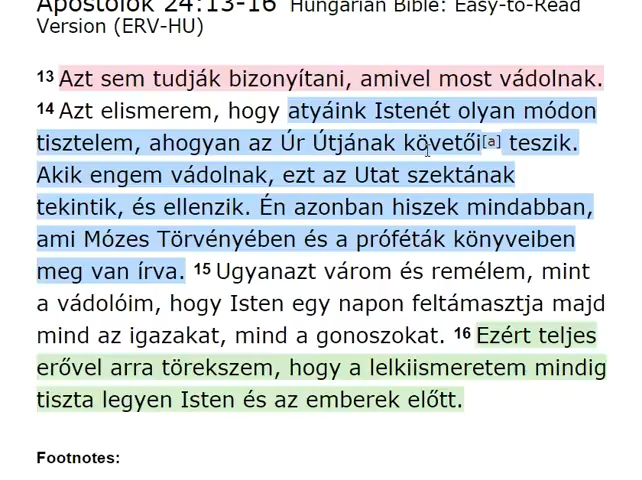 Apostolok 24:13-16 Hungarian Bible: Easy-to-Read
Version (ERV-HU)
13 Azt sem tudják bizonyítani, amivel most vádolnak.
14 Azt elismerem, hogy atyáink Istenét olyan módon
tisztelem, ahogyan az Úr Útjának követői[a] teszik.
Akik engem vádolnak, ezt az Utat szektának
tekintik, és ellenzik. Én azonban hiszek mindabban,
ami Mózes Törvényében és a próféták könyveiben
meg van írva. 15 Ugyanazt várom és remélem, mint
a vádolóim, hogy Isten egy napon feltámasztja majd
mind az igazakat, mind a gonoszokat. 16 Ezért teljes
erővel arra törekszem, hogy a lelkiismeretem mindig
tiszta legyen Isten és az emberek előtt.
Footnotes: